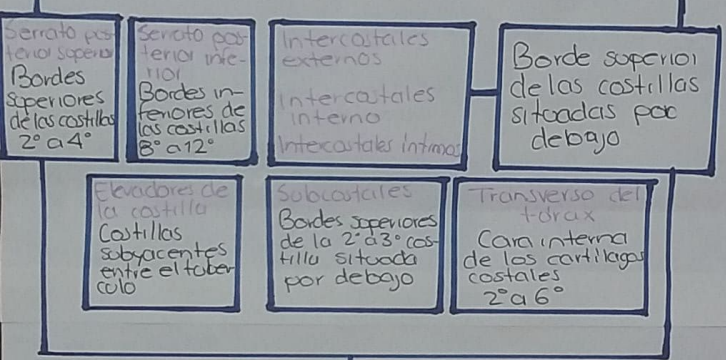 Serrato pos-
terior superior
Bordes
superiores
de las costillas
2° a 4°
Serrato pos-
terior infe-
rior
Bordes in-
feriores de
las costillas
8° a 12°
Intercostales
externos
Intercostales
interno
Intercostales íntimos
Borde superior
de las costillas
situadas por
debajo
Elevadores de
la costilla
Costillas
subyacentes
entre el tuber
culo
Subcostales
Bordes superiores
de la 2° a 3° cos-
tilla situada
por debajo
Transverso del
tórax
Cara interna
de los cartílagos
costales
2° a 6°